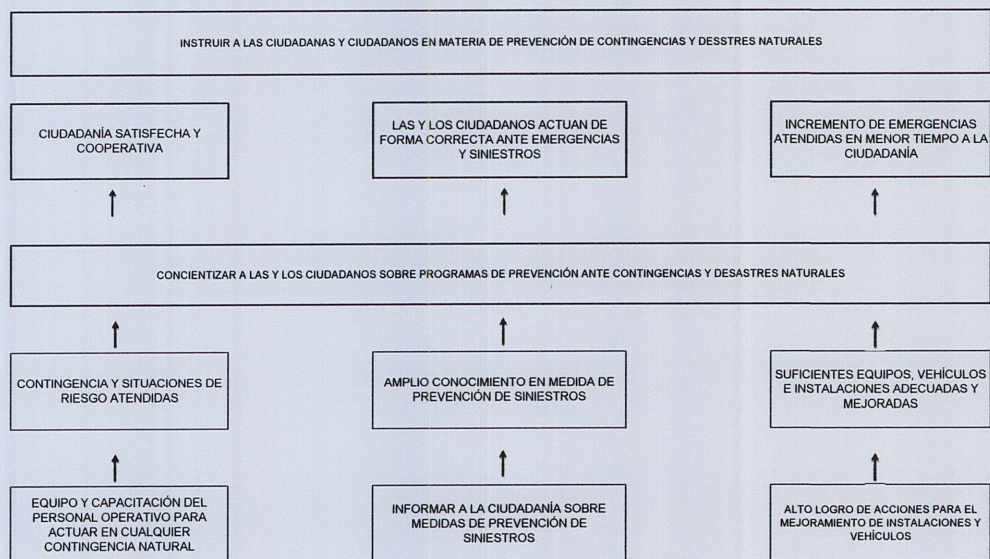 INSTRUIR A LAS CIUDADANAS Y CIUDADANOS EN MATERIA DE PREVENCIÓN DE CONTINGENCIAS Y DESSTRES NATURALES
CIUDADANÍA SATISFECHA Y
COOPERATIVA
LAS Y LOS CIUDADANOS ACTUAN DE
FORMA CORRECTA ANTE EMERGENCIAS
Y SINIESTROS
INCREMENTO DE EMERGENCIAS
ATENDIDAS EN MENOR TIEMPO A LA
CIUDADANÍA
CONCIENTIZAR A LAS Y LOS CIUDADANOS SOBRE PROGRAMAS DE PREVENCIÓN ANTE CONTINGENCIAS Y DESASTRES NATURALES
CONTINGENCIA Y SITUACIONES DE
RIESGO ATENDIDAS
AMPLIO CONOCIMIENTO EN MEDIDA DE
PREVENCIÓN DE SINIESTROS
SUFICIENTES EQUIPOS, VEHÍCULOS
E INSTALACIONES ADECUADAS Y
MEJORADAS
EQUIPO Y CAPACITACIÓN DEL
PERSONAL OPERATIVO PARA
ACTUAR EN CUALQUIER
CONTINGENCIA NATURAL
INFORMAR A LA CIUDADANÍA SOBRE
MEDIDAS DE PREVENCIÓN DE
SINIESTROS
ALTO LOGRO DE ACCIONES PARA EL
MEJORAMIENTO DE INSTALACIONES Y
VEHÍCULOS